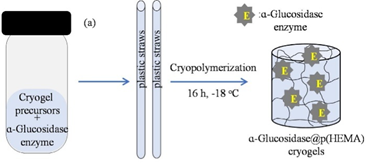 (a)
Cryogel
precursors
+
α-Glucosidase
enzyme
plastic straws
plastic straws
Cryopolymerization
16 h, -18 °C
E
:α-Glucosidase
enzyme
E
E
E
E
E
E
α-Glucosidase@p(HEMA)
cryogels